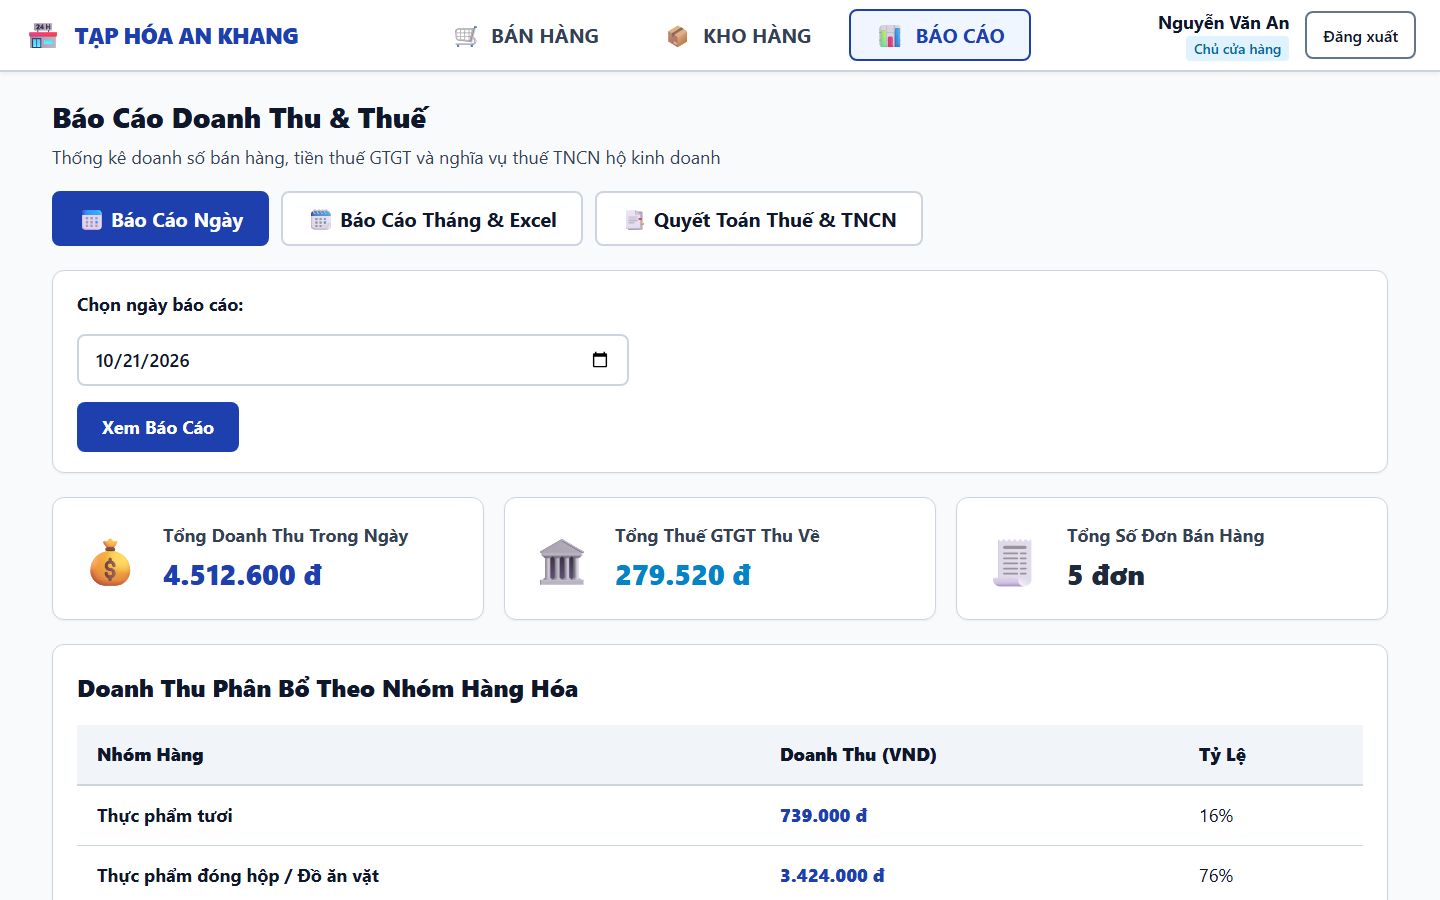 24 H
TẠP HÓA AN KHANG
BÁN HÀNG
KHO HÀNG
BÁO CÁO
Nguyễn Văn An
Chủ cửa hàng
Đăng xuất
Báo Cáo Doanh Thu & Thuế
Thống kê doanh số bán hàng, tiền thuế GTGT và nghĩa vụ thuế TNCN hộ kinh doanh
Báo Cáo Ngày
Báo Cáo Tháng & Excel
Quyết Toán Thuế & TNCN
Chọn ngày báo cáo:
10/21/2026
Xem Báo Cáo
Tổng Doanh Thu Trong Ngày
4.512.600 đ
Tổng Thuế GTGT Thu Về
279.520 đ
Tổng Số Đơn Bán Hàng
5 đơn
Doanh Thu Phân Bổ Theo Nhóm Hàng Hóa
Nhóm Hàng Doanh Thu (VND) Tỷ Lệ
Thực phẩm tươi 739.000 đ 16%
Thực phẩm đóng hộp / Đồ ăn vặt 3.424.000 đ 76%